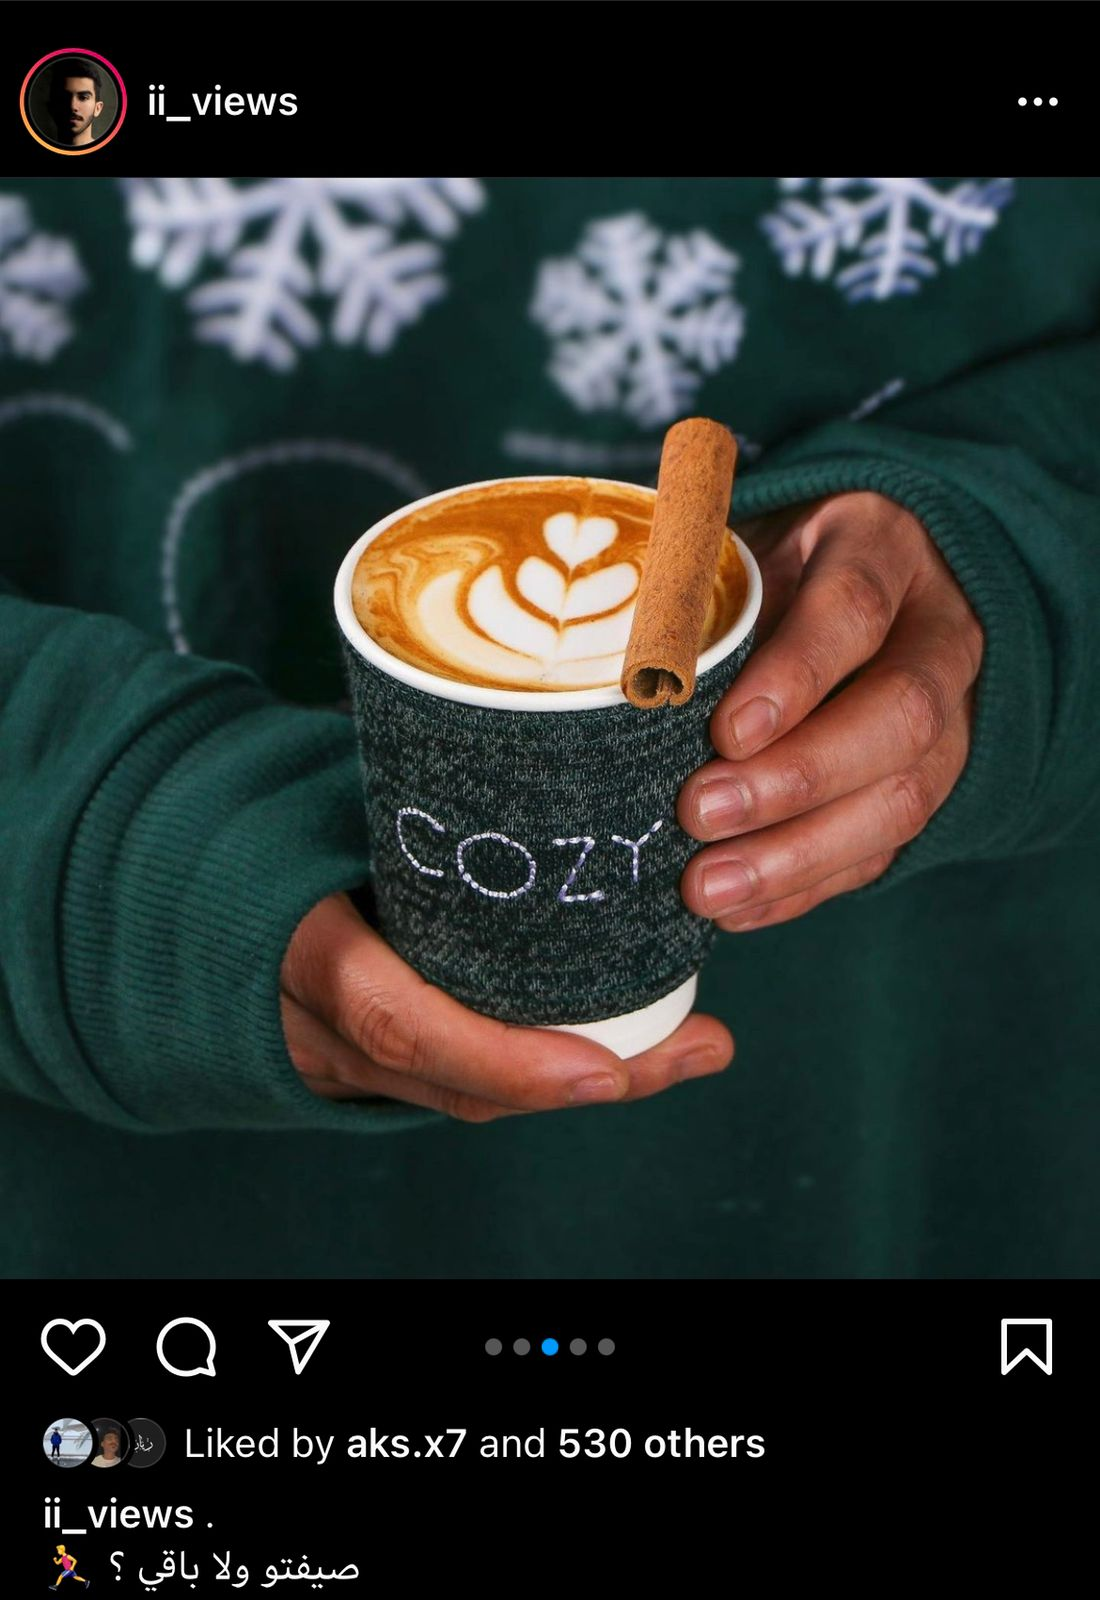 ii_views
COZY
Liked by aks.x7 and 530 others
ii_views .
صيفتو ولا باقي ؟ 🏃